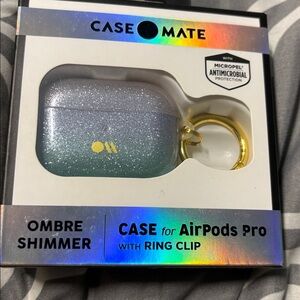 CASE MATE
WITH
MICROPEL®
ANTIMICROBIAL
PROTECTION
OMBRE
SHIMMER
CASE for AirPods Pro
WITH RING CLIP